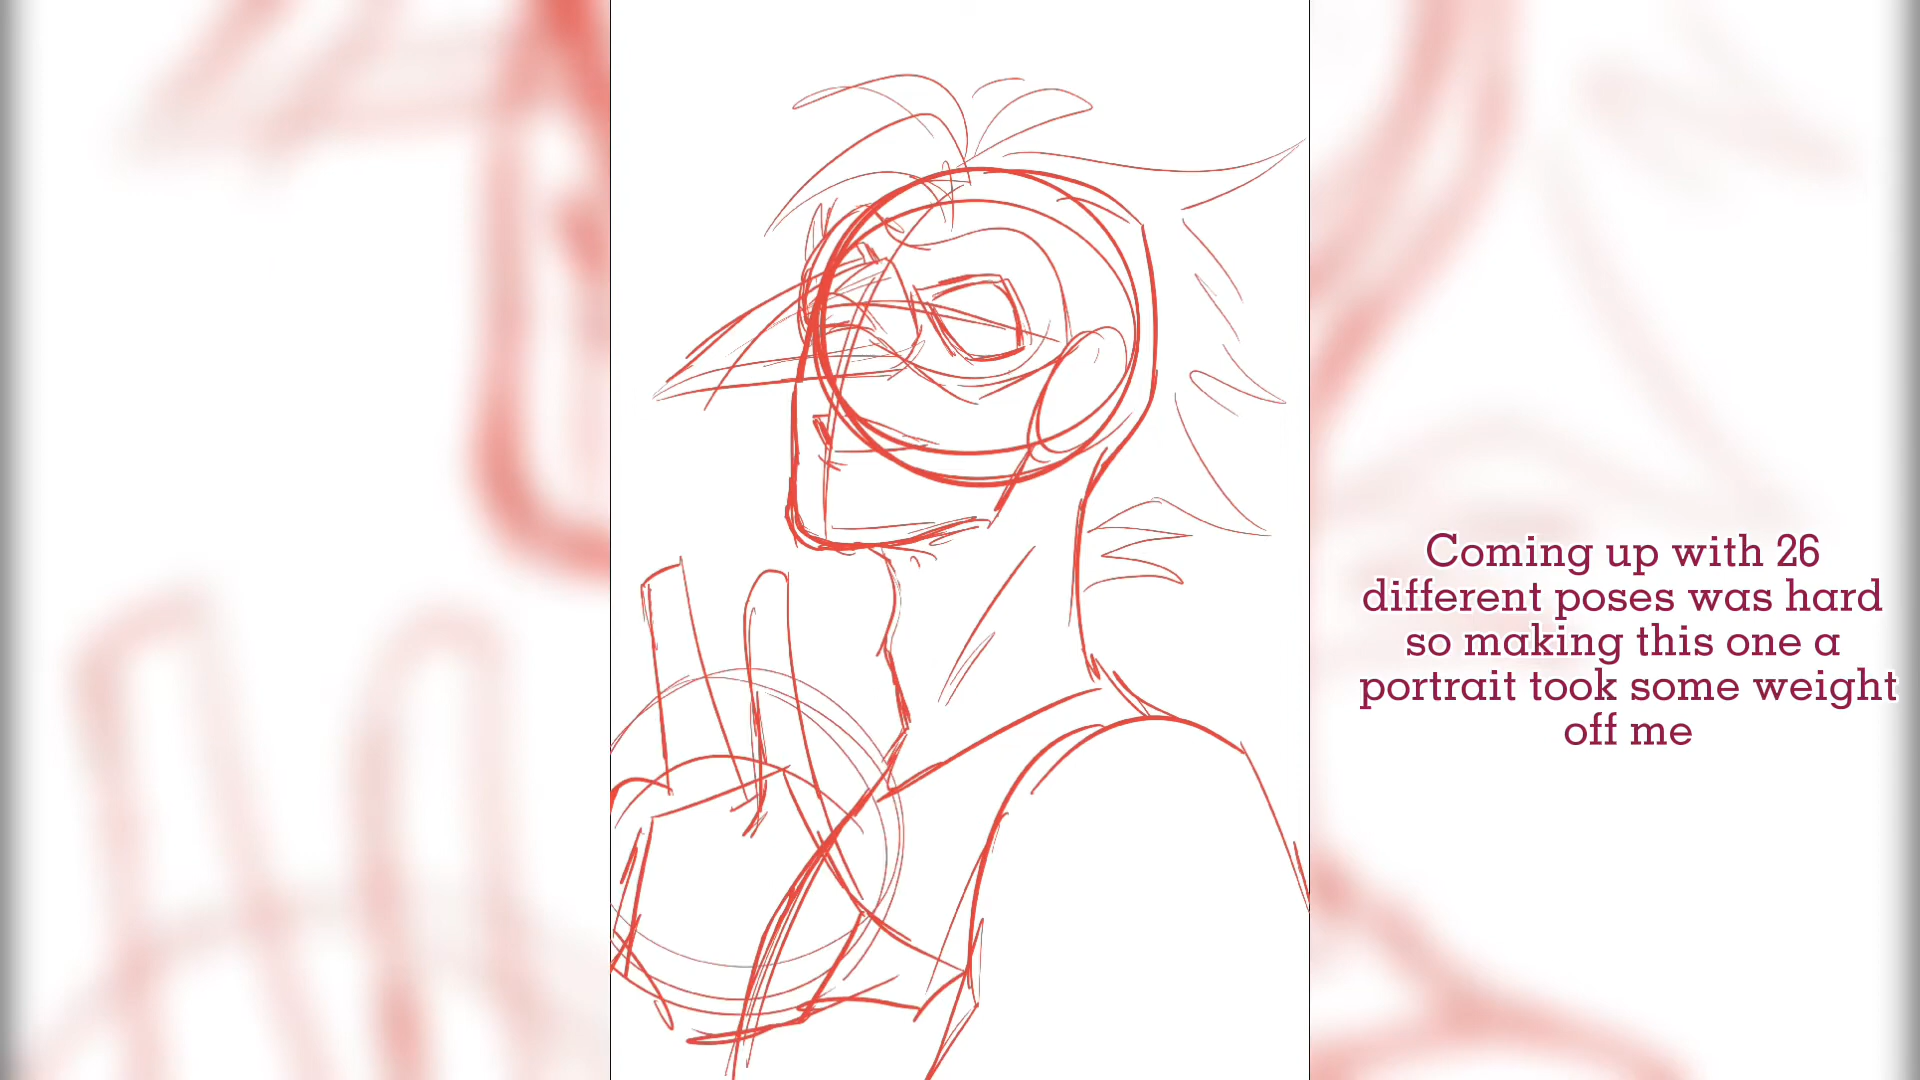 Coming up with 26
different poses was hard
so making this one a
portrait took some weight
off me